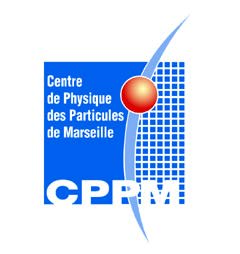 Centre
de Physique
des Particules
de Marseille
CPPM